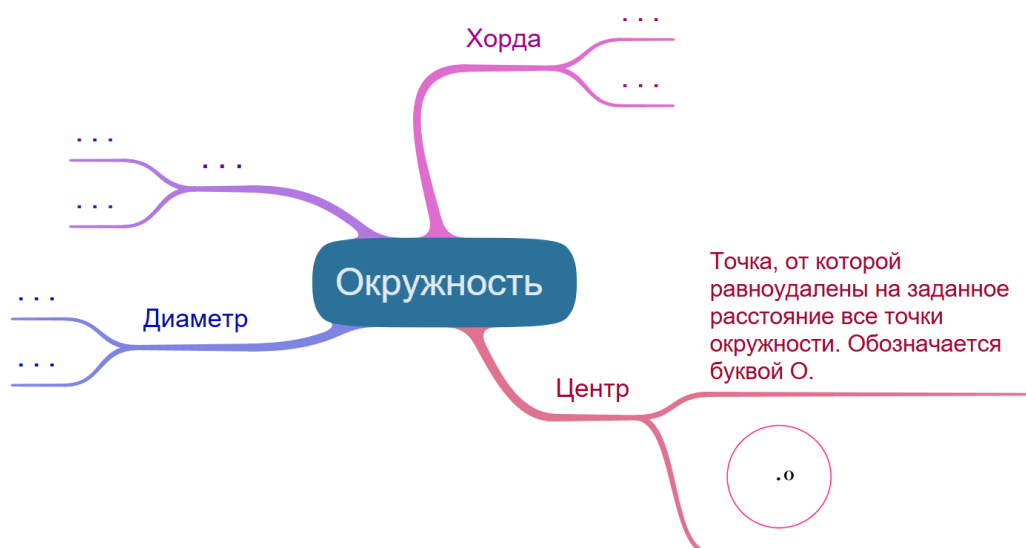 Хорда
. . .
. . .
. . .
. . .
. . .
Окружность
Диаметр
. . .
. . .
Центр
Точка, от которой
равноудалены на заданное
расстояние все точки
окружности. Обозначается
буквой О.
.о